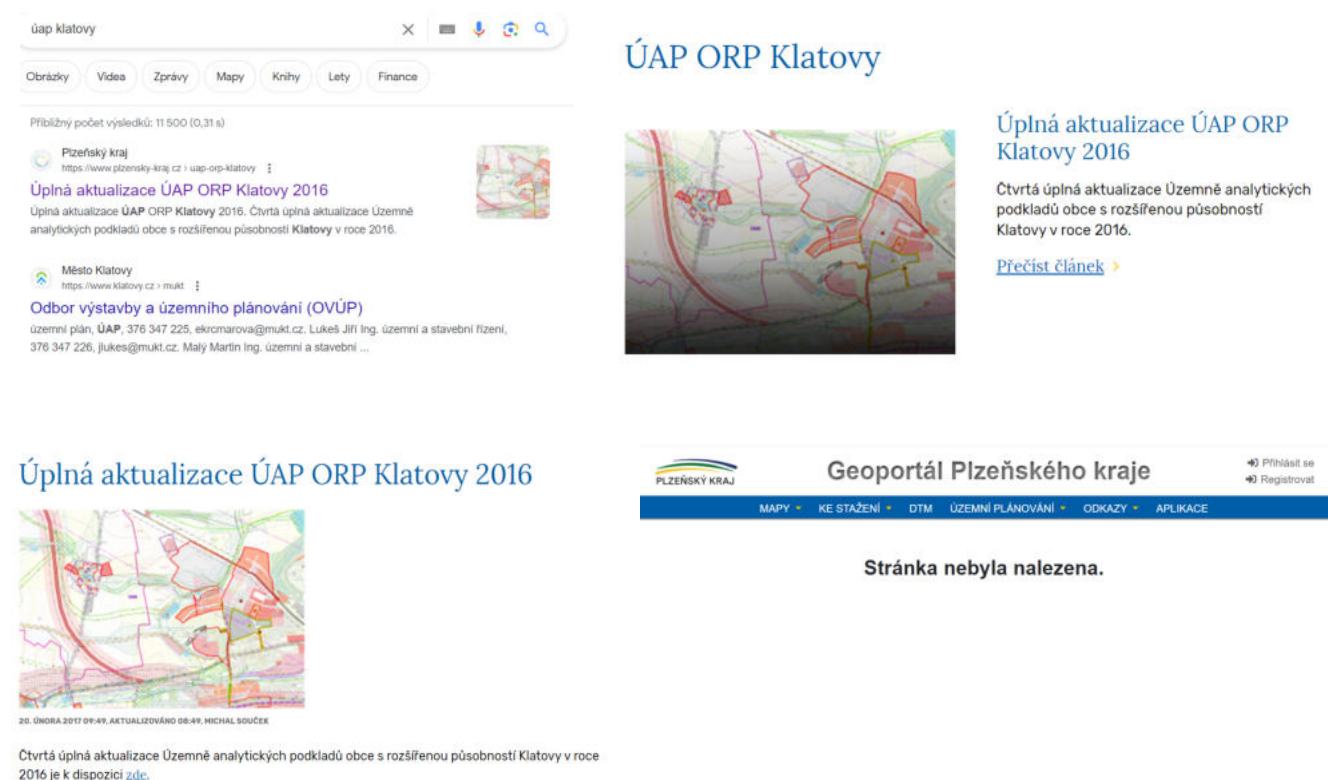 úap klatovy
Obrázky Videa Zprávy Mapy Knihy Lety Finance
Přibližný počet výsledků: 11 500 (0,31 s)
Plzeňský kraj
https://www.plzensky-kraj.cz › uap-orp-klatovy
Úplná aktualizace ÚAP ORP Klatovy 2016
Úplná aktualizace ÚAP ORP Klatovy 2016. Čtvrtá úplná aktualizace Územně
analytických podkladů obce s rozšířenou působností Klatovy v roce 2016.
Město Klatovy
https://www.klatovy.cz › mukt
Odbor výstavby a územního plánování (OVÚP)
územní plán, ÚAP, 376 347 225, ekrcmarova@mukt.cz. Lukeš Jiří Ing. územní a stavební řízení,
376 347 226, jlukes@mukt.cz. Malý Martin Ing. územní a stavební ...
ÚAP ORP Klatovy
Úplná aktualizace ÚAP ORP
Klatovy 2016
Čtvrtá úplná aktualizace Územně analytických
podkladů obce s rozšířenou působností
Klatovy v roce 2016.
Přečíst článek ›
Úplná aktualizace ÚAP ORP Klatovy 2016
20. ÚNORA 2017 09:49, AKTUALIZOVÁNO 08:49, MICHAL SOUČEK
Čtvrtá úplná aktualizace Územně analytických podkladů obce s rozšířenou působností Klatovy v roce
2016 je k dispozici zde.
PLZEŇSKÝ KRAJ
Geoportál Plzeňského kraje
Přihlásit se
Registrovat
MAPY KE STAŽENÍ DTM ÚZEMNÍ PLÁNOVÁNÍ ODKAZY APLIKACE
Stránka nebyla nalezena.